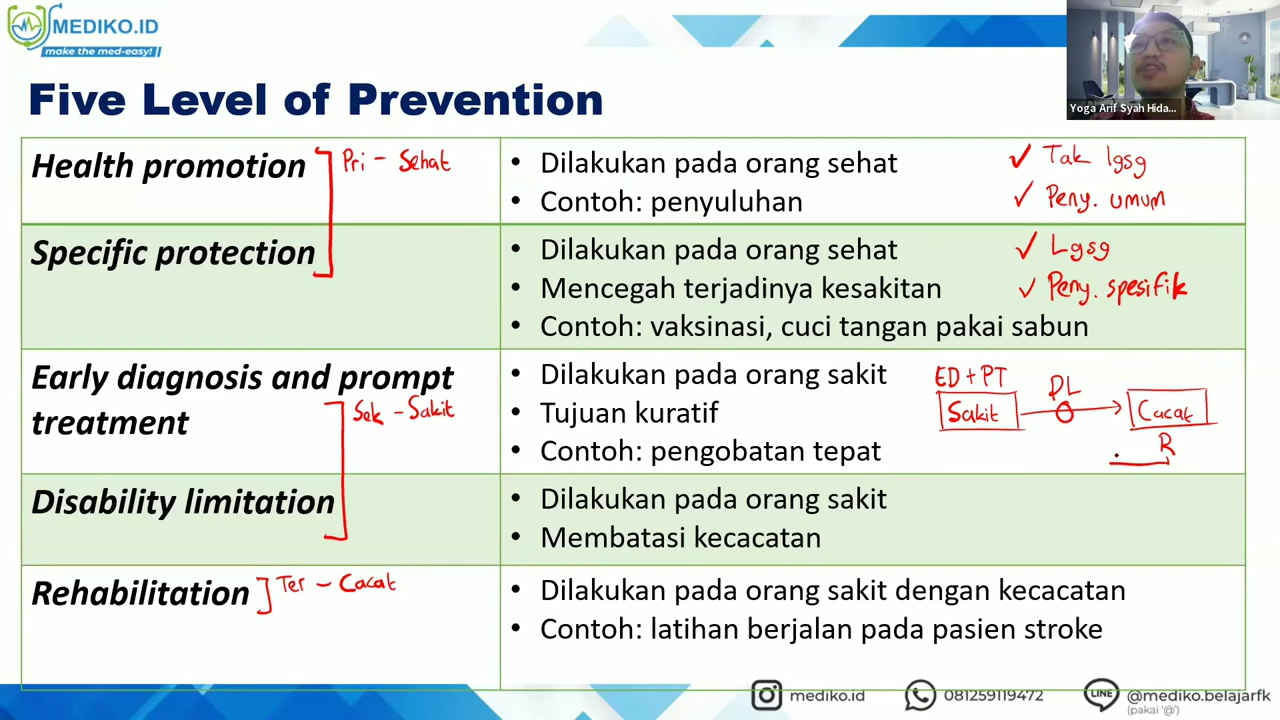 MEDIKO.ID
make the med-easy!
Yoga Arif Syah Hida...
Five Level of Prevention
Health promotion
Pri - Sehat
• Dilakukan pada orang sehat
• Contoh: penyuluhan
✓ Tak lgsg
✓ Peny. umum
Specific protection
• Dilakukan pada orang sehat
• Mencegah terjadinya kesakitan
• Contoh: vaksinasi, cuci tangan pakai sabun
✓ Lgsg
✓ Peny. spesifik
Early diagnosis and prompt
treatment
Sek - Sakit
• Dilakukan pada orang sakit
• Tujuan kuratif
• Contoh: pengobatan tepat
ED + PT
DL
Sakit
Cacat
R
Disability limitation
• Dilakukan pada orang sakit
• Membatasi kecacatan
Rehabilitation
Ter - Cacat
• Dilakukan pada orang sakit dengan kecacatan
• Contoh: latihan berjalan pada pasien stroke
mediko.id
081259119472
LINE
@mediko.belajarfk
(pakai '@')